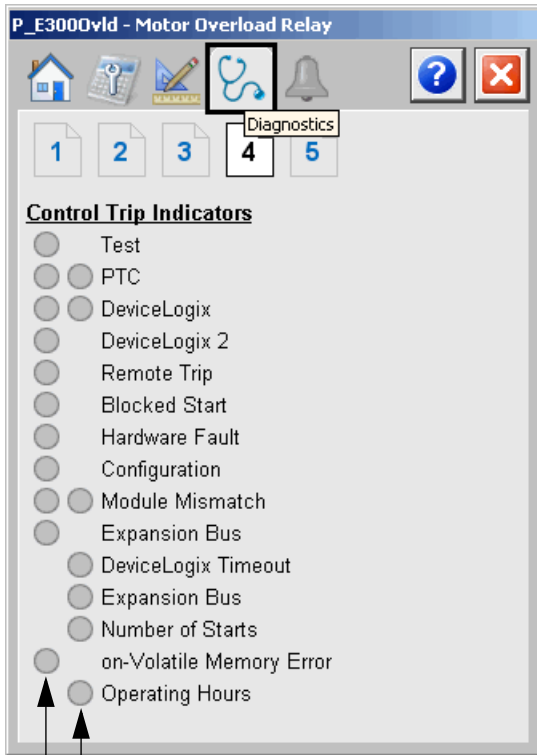 P_E300Ovld - Motor Overload Relay
Diagnostics
1 2 3 4 5
Control Trip Indicators
Test
PTC
DeviceLogix
DeviceLogix 2
Remote Trip
Blocked Start
Hardware Fault
Configuration
Module Mismatch
Expansion Bus
DeviceLogix Timeout
Expansion Bus
Number of Starts
on-Volatile Memory Error
Operating Hours